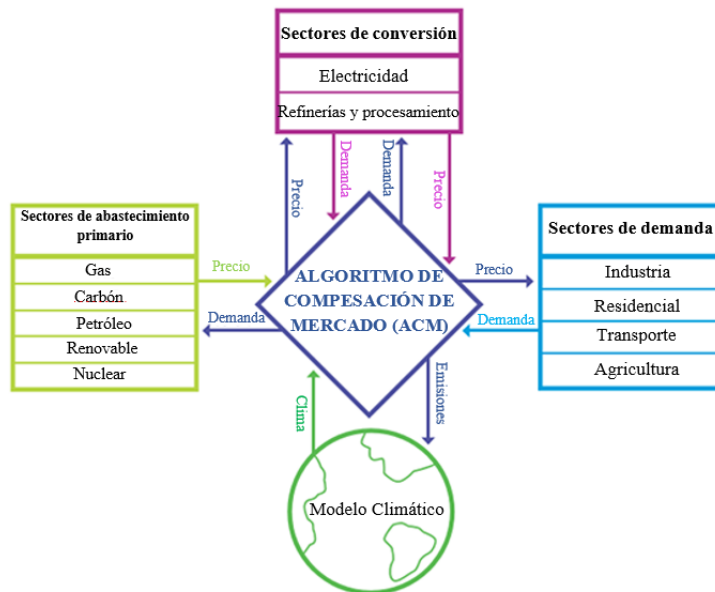 Sectores de conversión
Electricidad
Refinerías y procesamiento
Precio
Demanda
Demanda
Precio
Sectores de abastecimiento
primario
Gas
Carbón
Petróleo
Renovable
Nuclear
Precio
Demanda
ALGORITMO DE
COMPESACIÓN DE
MERCADO (ACM)
Precio
Demanda
Sectores de demanda
Industria
Residencial
Transporte
Agricultura
Clima
Emisiones
Modelo Climático